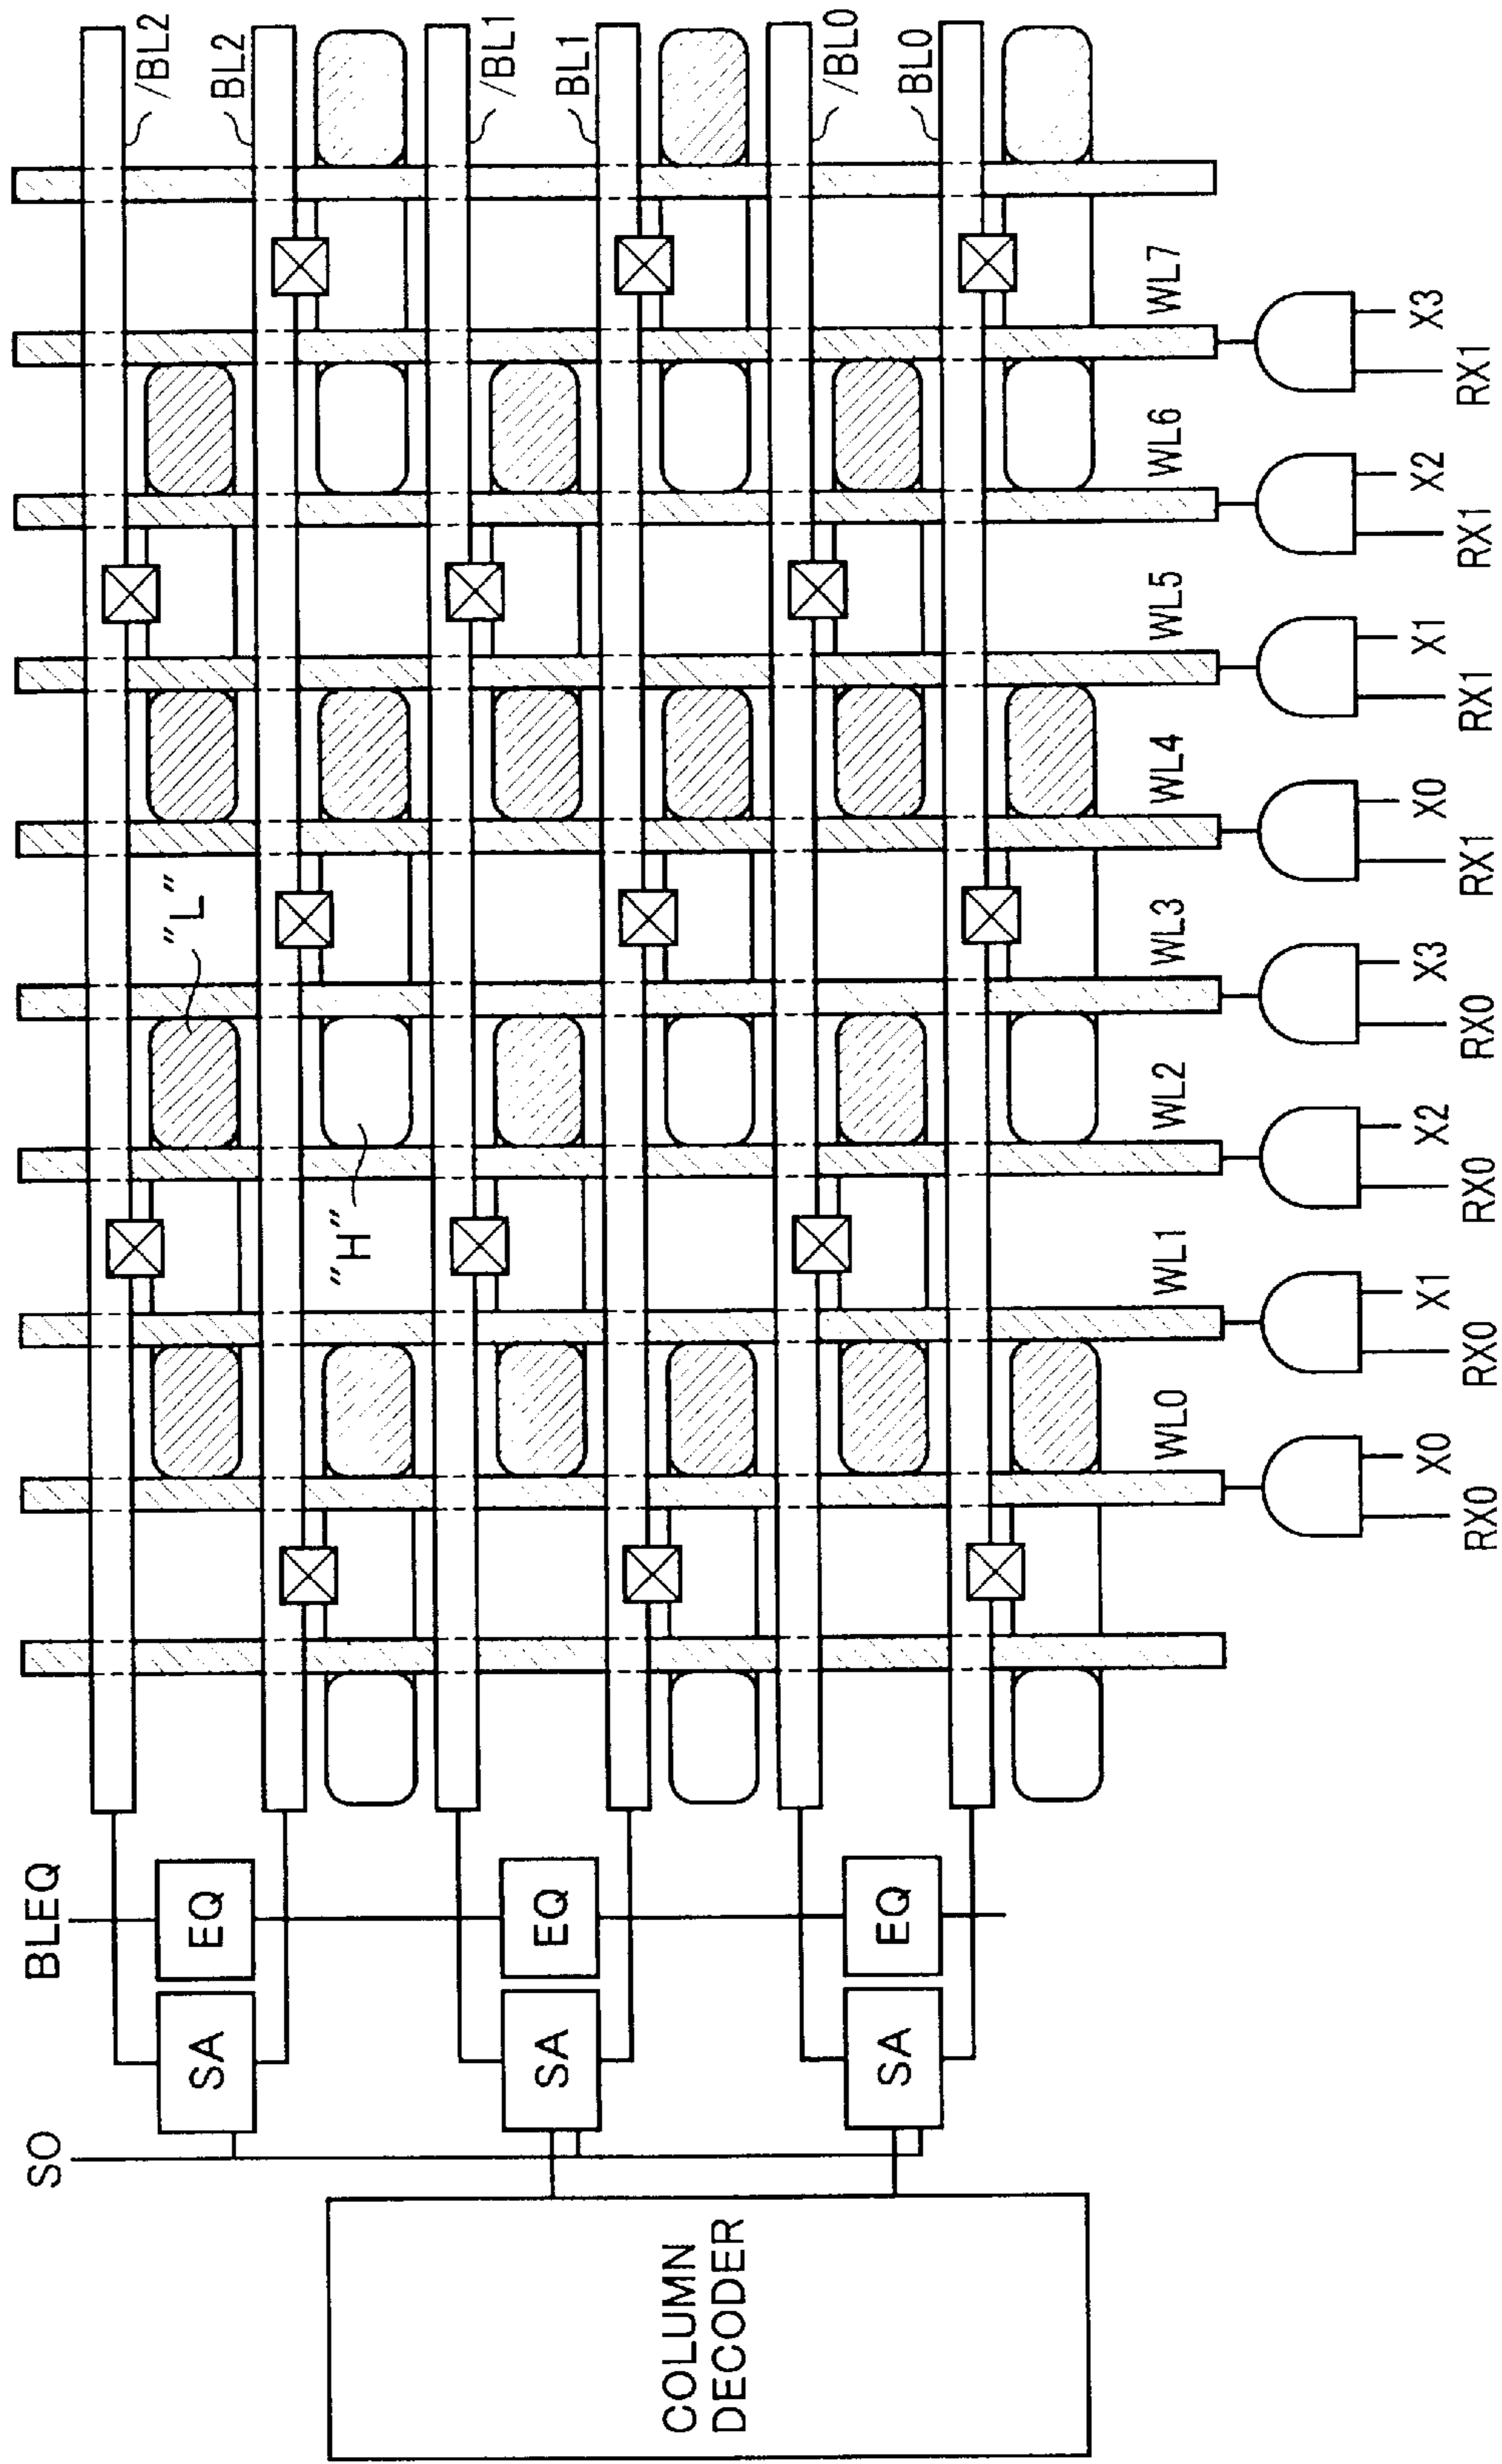 BLEQ
SO
/BL2
BL2
/BL1
BL1
/BL0
BL0
"L"
"H"
EQ
EQ
EQ
SA
SA
SA
COLUMN
DECODER
WL0
WL1
WL2
WL3
WL4
WL5
WL6
WL7
RX0 X0
RX0 X1
RX0 X2
RX0 X3
RX1 X0
RX1 X1
RX1 X2
RX1 X3